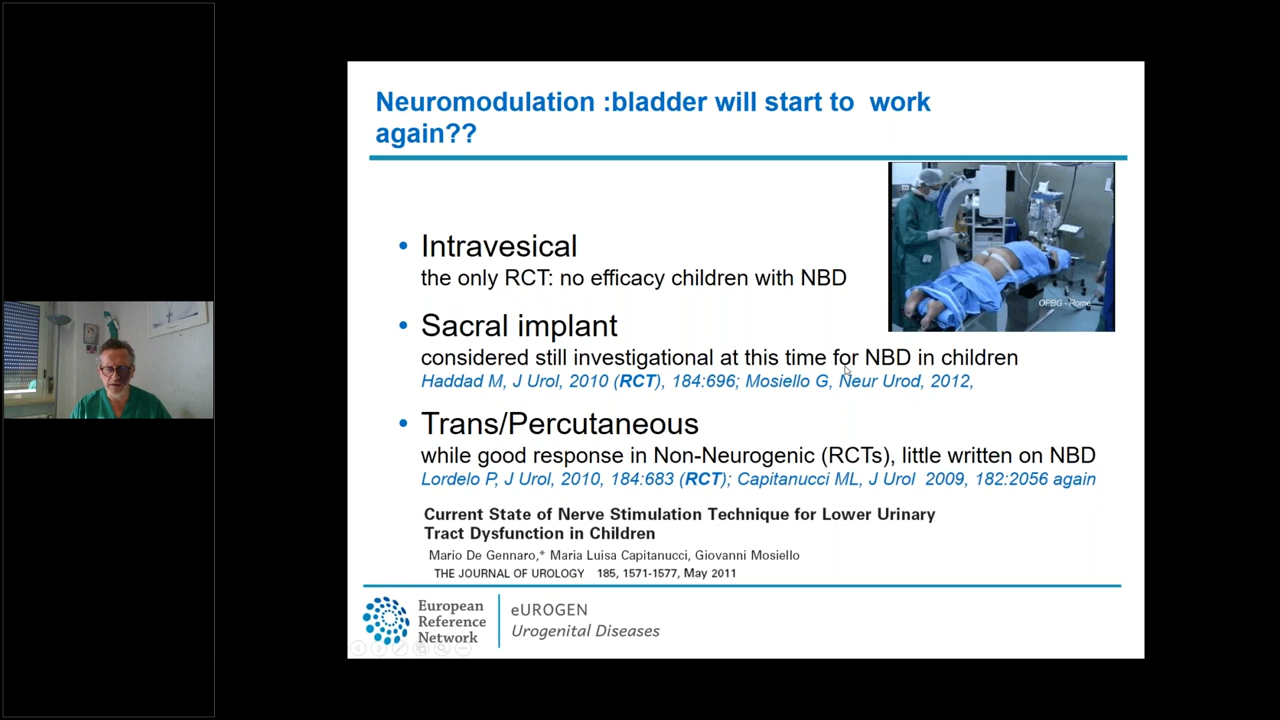 Neuromodulation :bladder will start to work
again??
OPBG - Rome
• Intravesical
the only RCT: no efficacy children with NBD
• Sacral implant
considered still investigational at this time for NBD in children
Haddad M, J Urol, 2010 (RCT), 184:696; Mosiello G, Neur Urod, 2012,
• Trans/Percutaneous
while good response in Non-Neurogenic (RCTs), little written on NBD
Lordelo P, J Urol, 2010, 184:683 (RCT); Capitanucci ML, J Urol 2009, 182:2056 again
Current State of Nerve Stimulation Technique for Lower Urinary
Tract Dysfunction in Children
Mario De Gennaro,* Maria Luisa Capitanucci, Giovanni Mosiello
THE JOURNAL OF UROLOGY 185, 1571-1577, May 2011
European
Reference
Network
eUROGEN
Urogenital Diseases